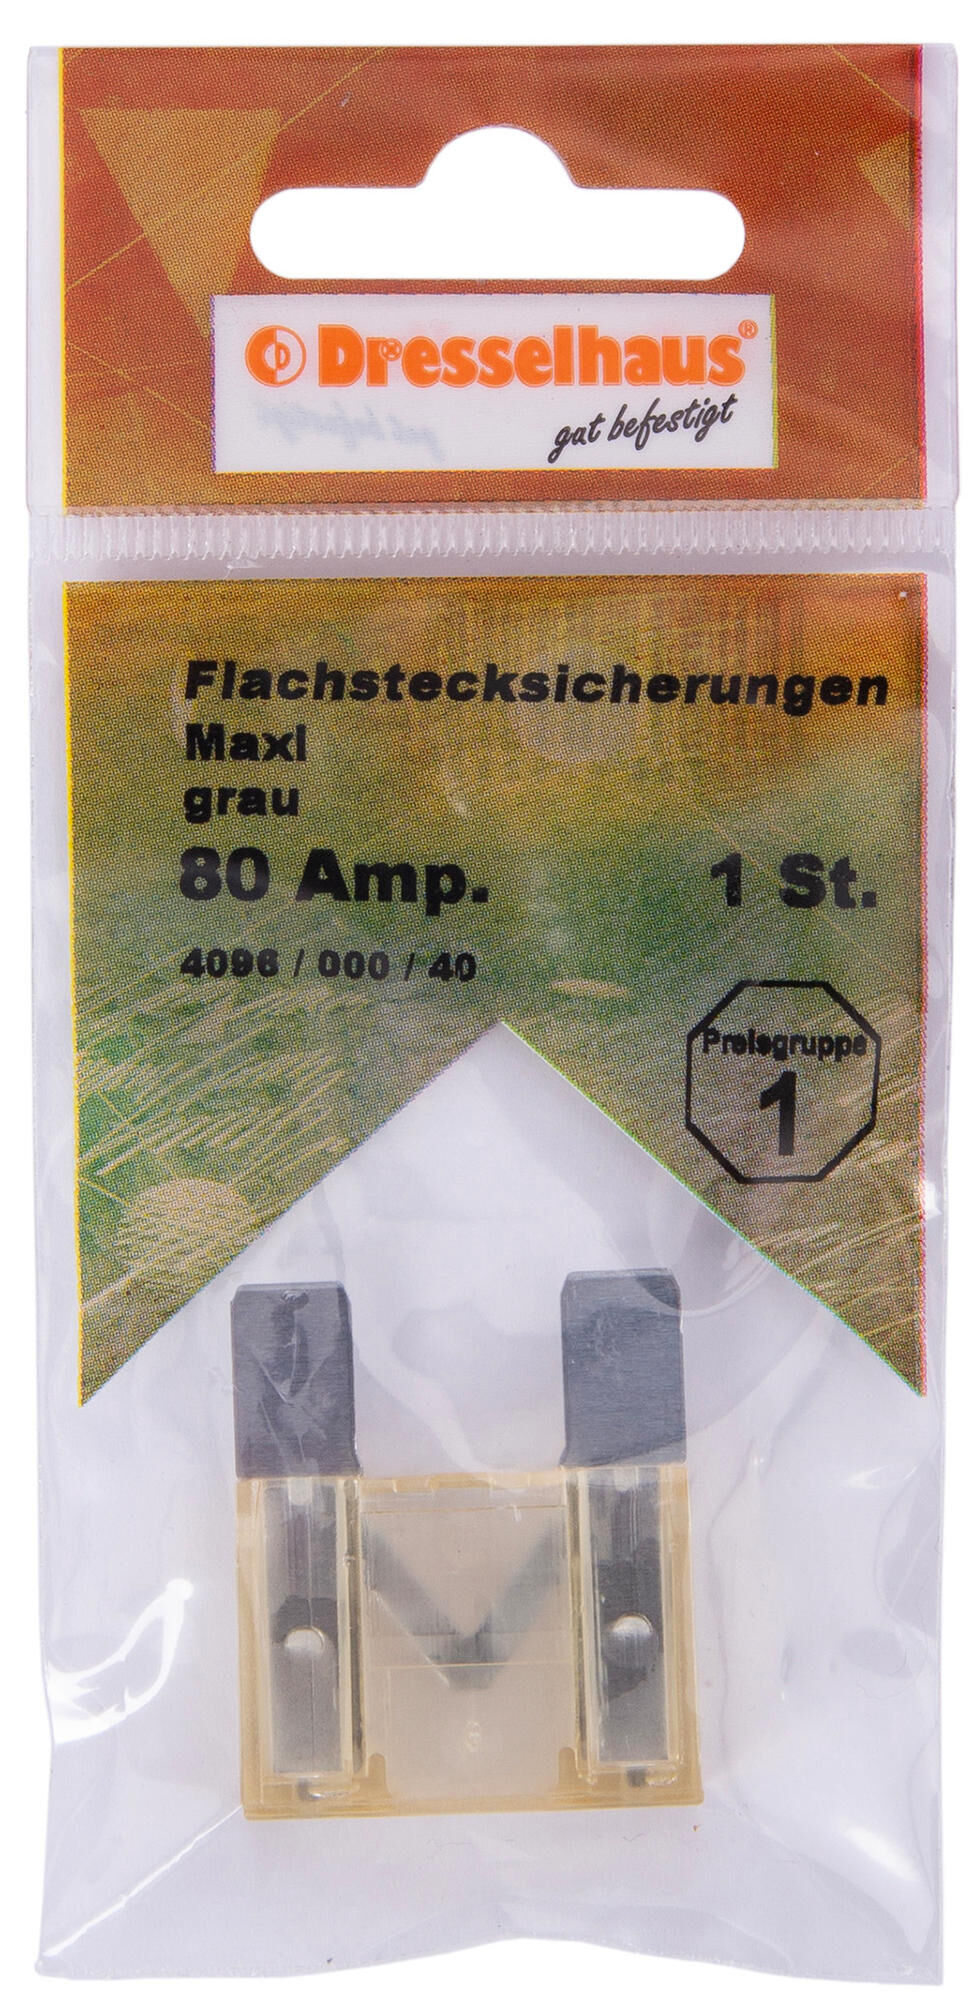 Dresselhaus®
gut befestigt
Flachstecksicherungen
Maxi
grau
80 Amp. 1 St.
4096 / 000 / 40
Preisgruppe
1